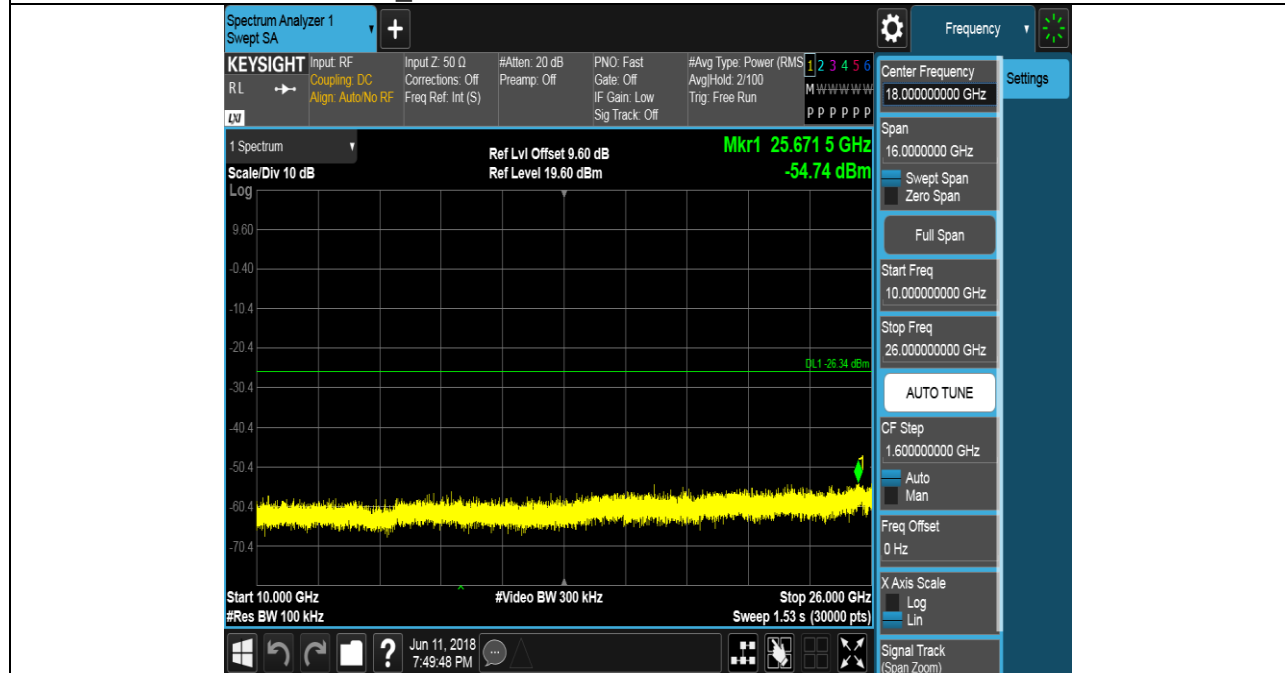 Spectrum Analyzer 1
Swept SA
Frequency
KEYSIGHT
RL
LXI
Input: RF
Coupling: DC
Align: Auto/No RF
Input Z: 50 Ω
Corrections: Off
Freq Ref: Int (S)
#Atten: 20 dB
Preamp: Off
PNO: Fast
Gate: Off
IF Gain: Low
Sig Track: Off
#Avg Type: Power (RMS
Avg|Hold: 2/100
Trig: Free Run
1 2 3 4 5 6
M W W W W W
P P P P P P
1 Spectrum
Scale/Div 10 dB
Ref Lvl Offset 9.60 dB
Ref Level 19.60 dBm
Mkr1 25.671 5 GHz
-54.74 dBm
Log
9.60
-0.40
-10.4
-20.4
DL1 -26.34 dBm
-30.4
-40.4
-50.4
1
-60.4
-70.4
Start 10.000 GHz
#Res BW 100 kHz
#Video BW 300 kHz
Stop 26.000 GHz
Sweep 1.53 s (30000 pts)
?
Jun 11, 2018
7:49:48 PM
Center Frequency
18.000000000 GHz
Span
16.0000000 GHz
Swept Span
Zero Span
Full Span
Start Freq
10.000000000 GHz
Stop Freq
26.000000000 GHz
AUTO TUNE
CF Step
1.600000000 GHz
Auto
Man
Freq Offset
0 Hz
X Axis Scale
Log
Lin
Signal Track
(Span Zoom)
Settings